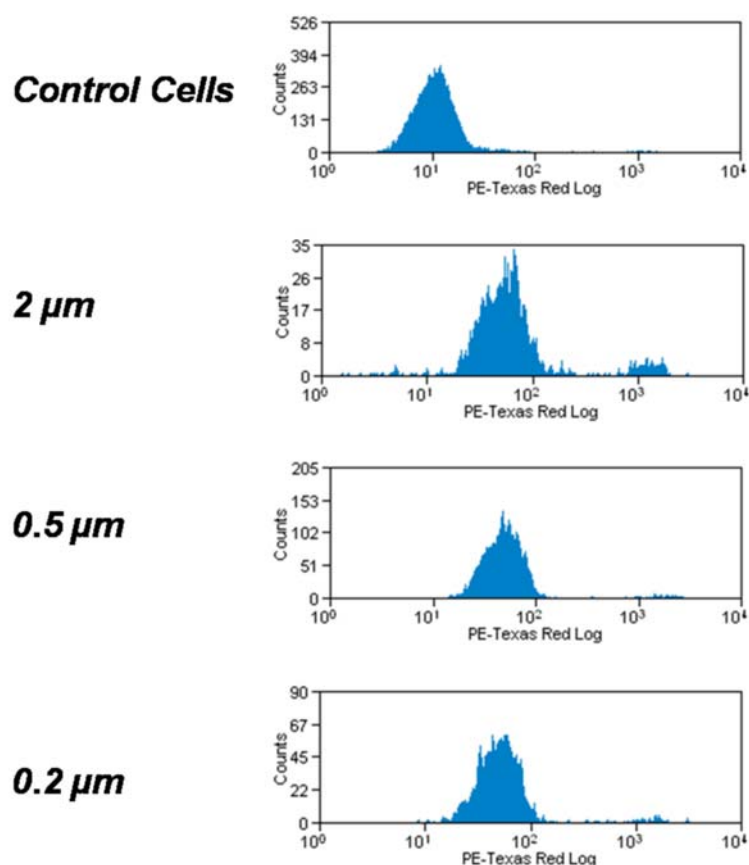 Control Cells
526
394
263
131
0
Counts
10⁰ 10¹ 10² 10³ 10⁴
PE-Texas Red Log
2 µm
35
26
17
8
0
Counts
10⁰ 10¹ 10² 10³ 10⁴
PE-Texas Red Log
0.5 µm
205
153
102
51
0
Counts
10⁰ 10¹ 10² 10³ 10⁴
PE-Texas Red Log
0.2 µm
90
67
45
22
0
Counts
10⁰ 10¹ 10² 10³ 10⁴
PE-Texas Red Log